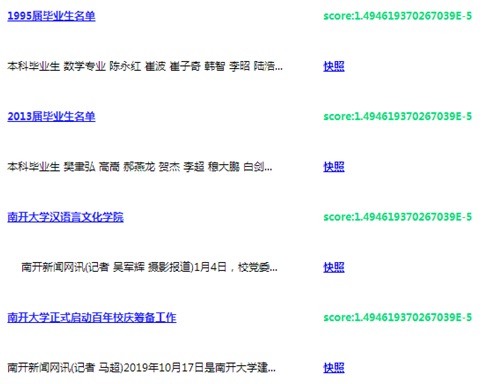 1995届毕业生名单 score:1.494619370267039E-5
本科毕业生 数学专业 陈永红 崔波 崔子奇 韩智 李昭 陆浩... 快照
2013届毕业生名单 score:1.494619370267039E-5
本科毕业生 樊聿弘 高嵩 郝燕龙 贺杰 李超 穆大鹏 白剑... 快照
南开大学汉语言文化学院 score:1.494619370267039E-5
南开新闻网讯(记者 吴军辉 摄影报道)1月4日，校党委... 快照
南开大学正式启动百年校庆筹备工作 score:1.494619370267039E-5
南开新闻网讯(记者 马超)2019年10月17日是南开大学建... 快照